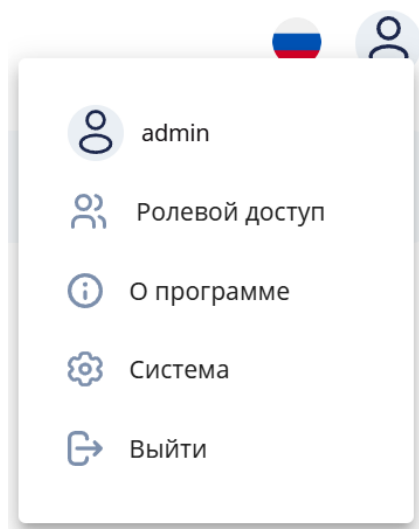 admin
Ролевой доступ
О программе
Система
Выйти